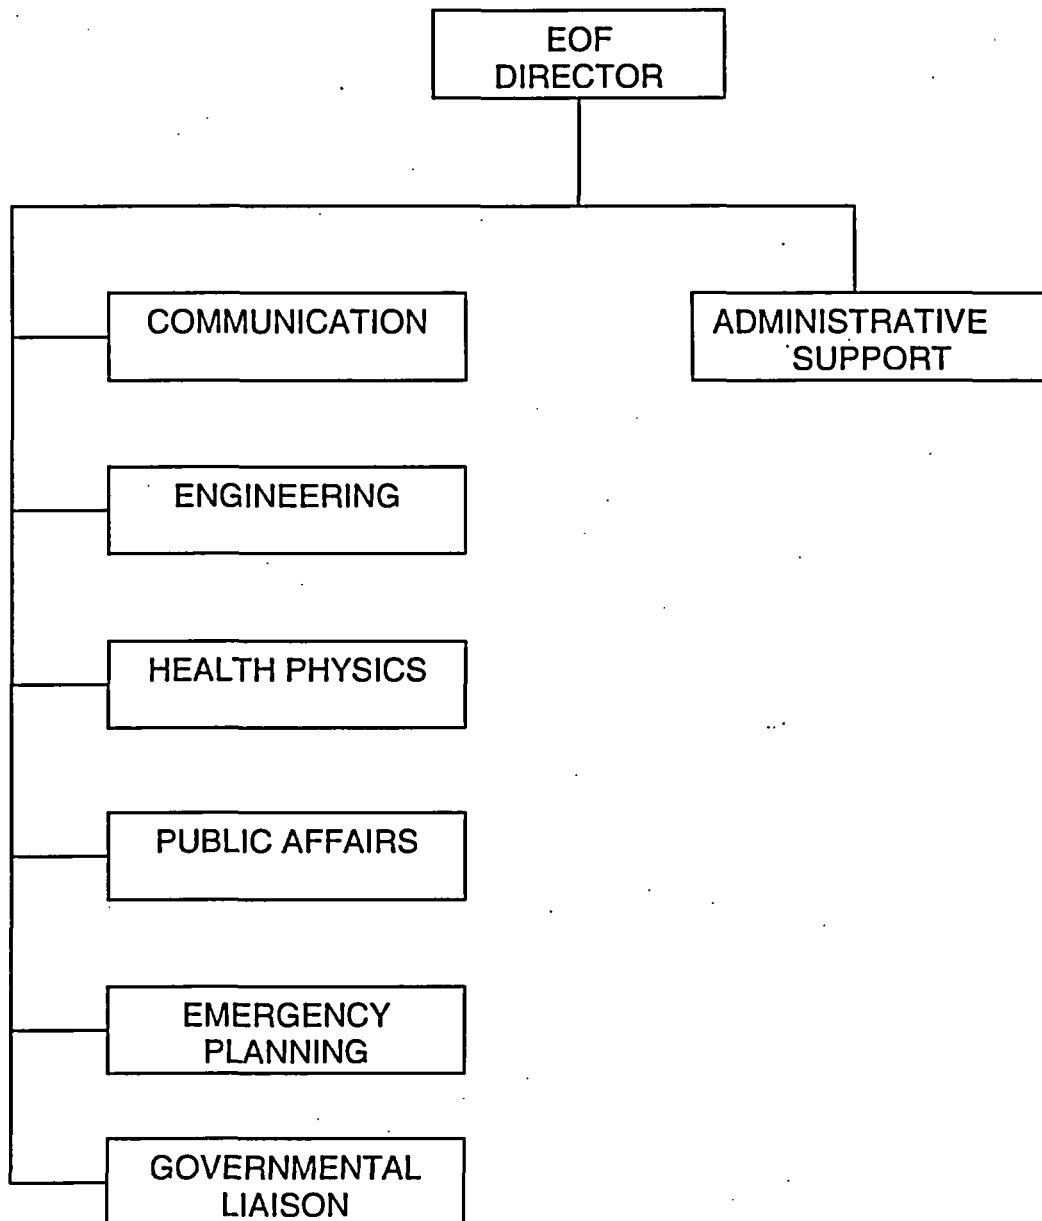 EOF
DIRECTOR
COMMUNICATION
ADMINISTRATIVE
SUPPORT
ENGINEERING
HEALTH PHYSICS
PUBLIC AFFAIRS
EMERGENCY
PLANNING
GOVERNMENTAL
LIAISON